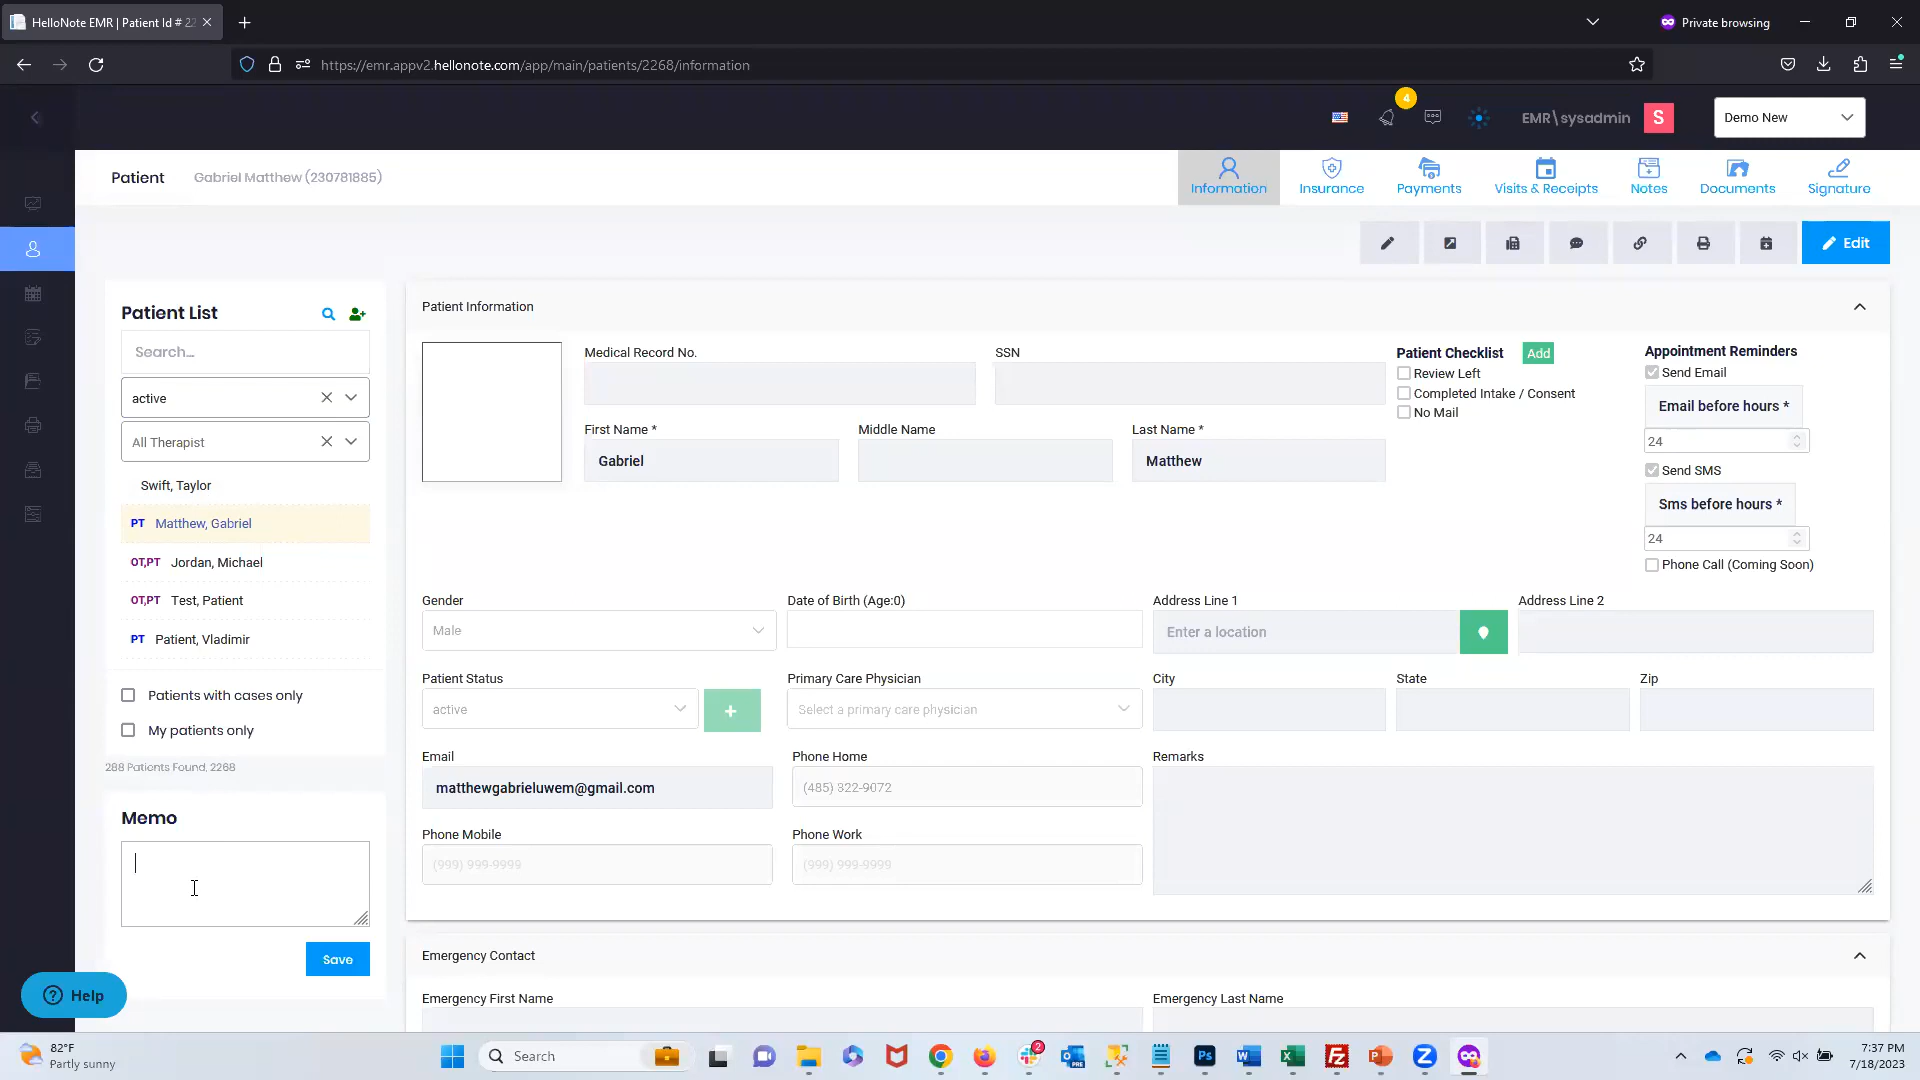 HelloNote EMR | Patient Id # 22
Private browsing
https://emr.appv2.hellonote.com/app/main/patients/2268/information
4
EMR\sysadmin
S
Demo New
Patient
Gabriel Matthew (230781885)
Information
Insurance
Payments
Visits & Receipts
Notes
Documents
Signature
Edit
Patient List
Search...
active
All Therapist
Swift, Taylor
PT Matthew, Gabriel
OT,PT Jordan, Michael
OT,PT Test, Patient
PT Patient, Vladimir
Patients with cases only
My patients only
288 Patients Found, 2268
Memo
Save
Help
Patient Information
Medical Record No.
SSN
First Name *
Middle Name
Last Name *
Gabriel
Matthew
Patient Checklist
Add
Review Left
Completed Intake / Consent
No Mail
Appointment Reminders
Send Email
Email before hours *
24
Send SMS
Sms before hours *
24
Phone Call (Coming Soon)
Gender
Date of Birth (Age:0)
Address Line 1
Address Line 2
Male
Enter a location
Patient Status
Primary Care Physician
City
State
Zip
active
Select a primary care physician
Email
Phone Home
Remarks
matthewgabrieluwem@gmail.com
(485) 822-9072
Phone Mobile
Phone Work
(999) 999-9999
(999) 999-9999
Emergency Contact
Emergency First Name
Emergency Last Name
82°F
Partly sunny
Search
2
7:37 PM
7/18/2023